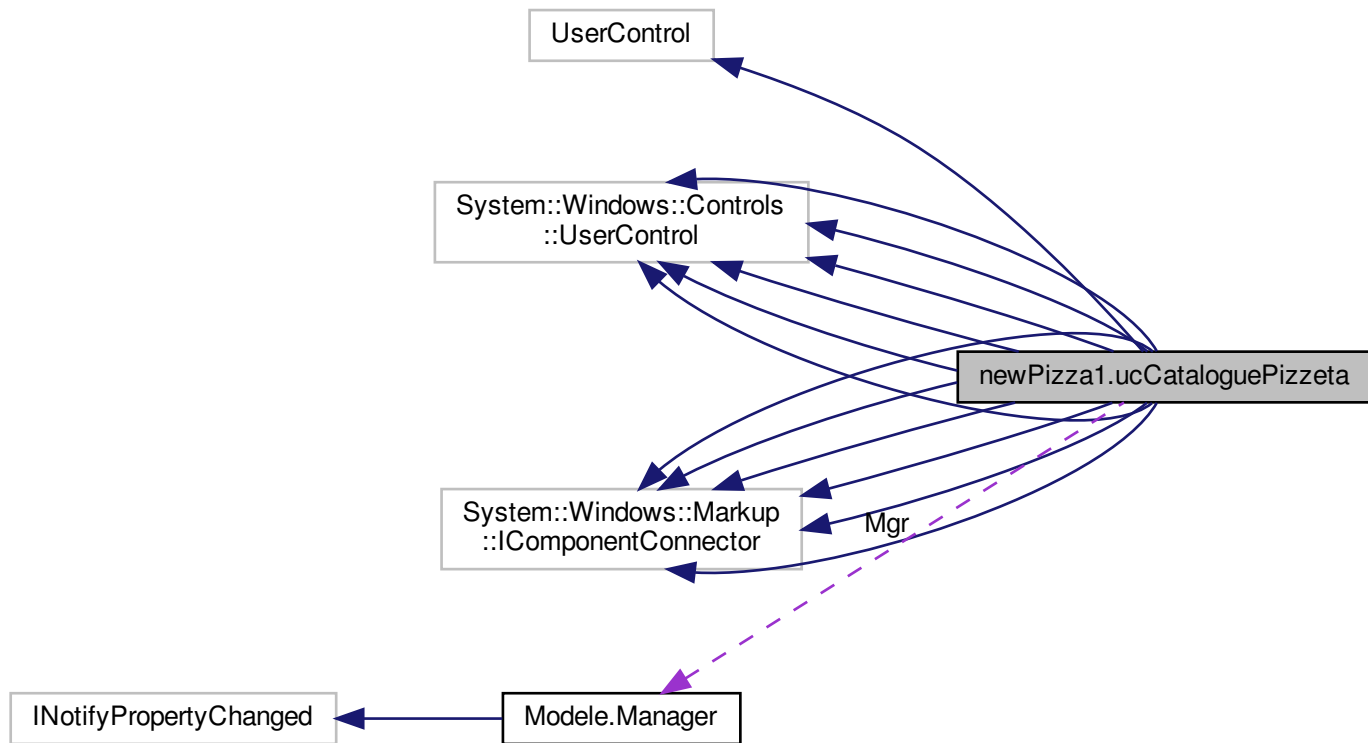 UserControl
System::Windows::Controls
::UserControl
newPizza1.ucCataloguePizzeta
System::Windows::Markup
::IComponentConnector
Mgr
INotifyPropertyChanged
Modele.Manager